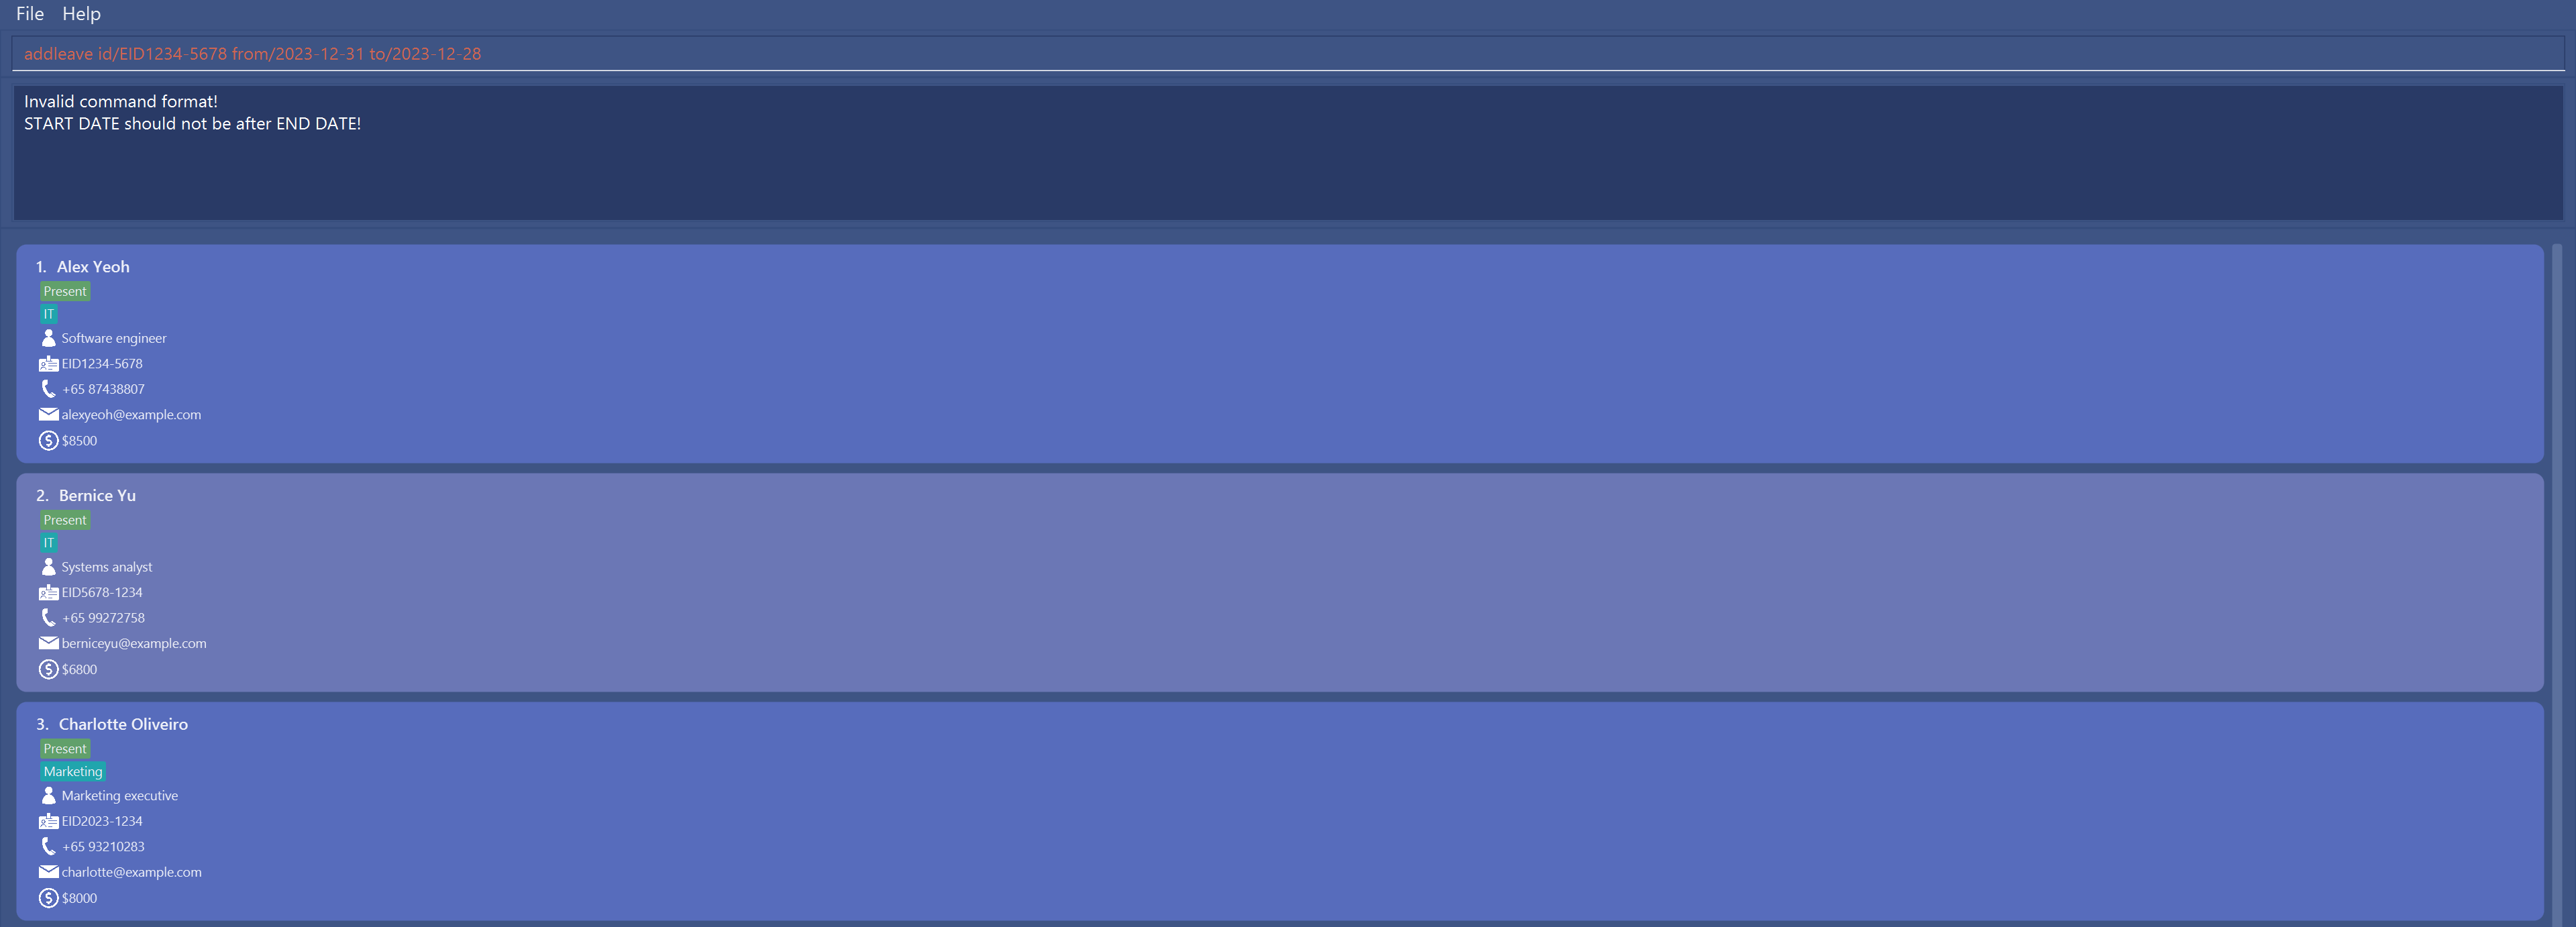 File Help
addleave id/EID1234-5678 from/2023-12-31 to/2023-12-28
Invalid command format!
START DATE should not be after END DATE!
1. Alex Yeoh
Present
IT
Software engineer
EID1234-5678
+65 87438807
alexyeoh@example.com
$8500
2. Bernice Yu
Present
IT
Systems analyst
EID5678-1234
+65 99272758
berniceyu@example.com
$6800
3. Charlotte Oliveiro
Present
Marketing
Marketing executive
EID2023-1234
+65 93210283
charlotte@example.com
$8000